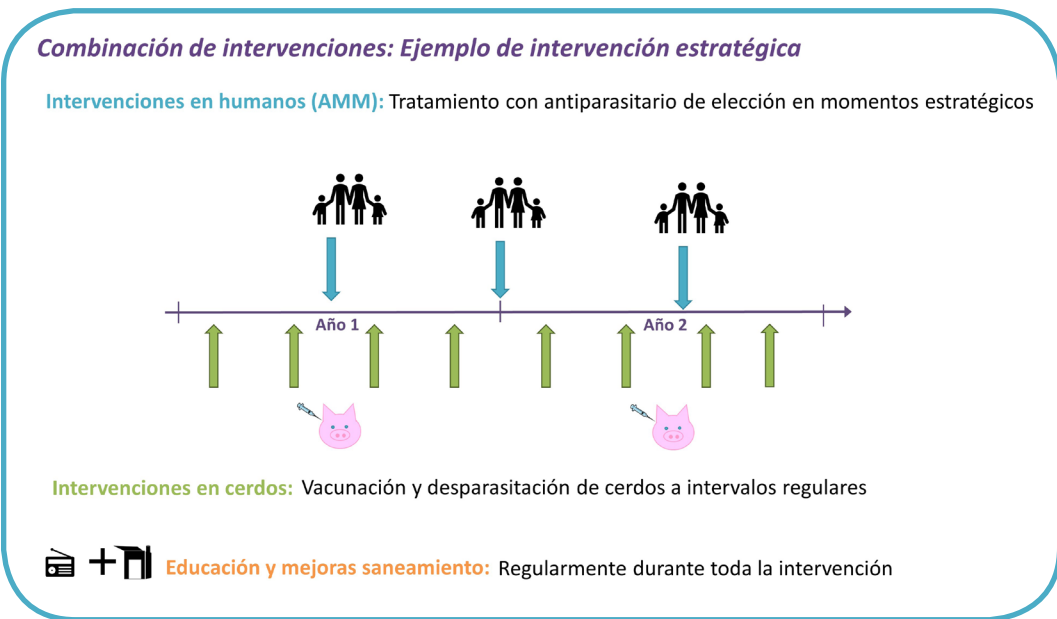 Combinación de intervenciones: Ejemplo de intervención estratégica
Intervenciones en humanos (AMM): Tratamiento con antiparasitario de elección en momentos estratégicos
Año 1
Año 2
Intervenciones en cerdos: Vacunación y desparasitación de cerdos a intervalos regulares
Educación y mejoras saneamiento: Regularmente durante toda la intervención